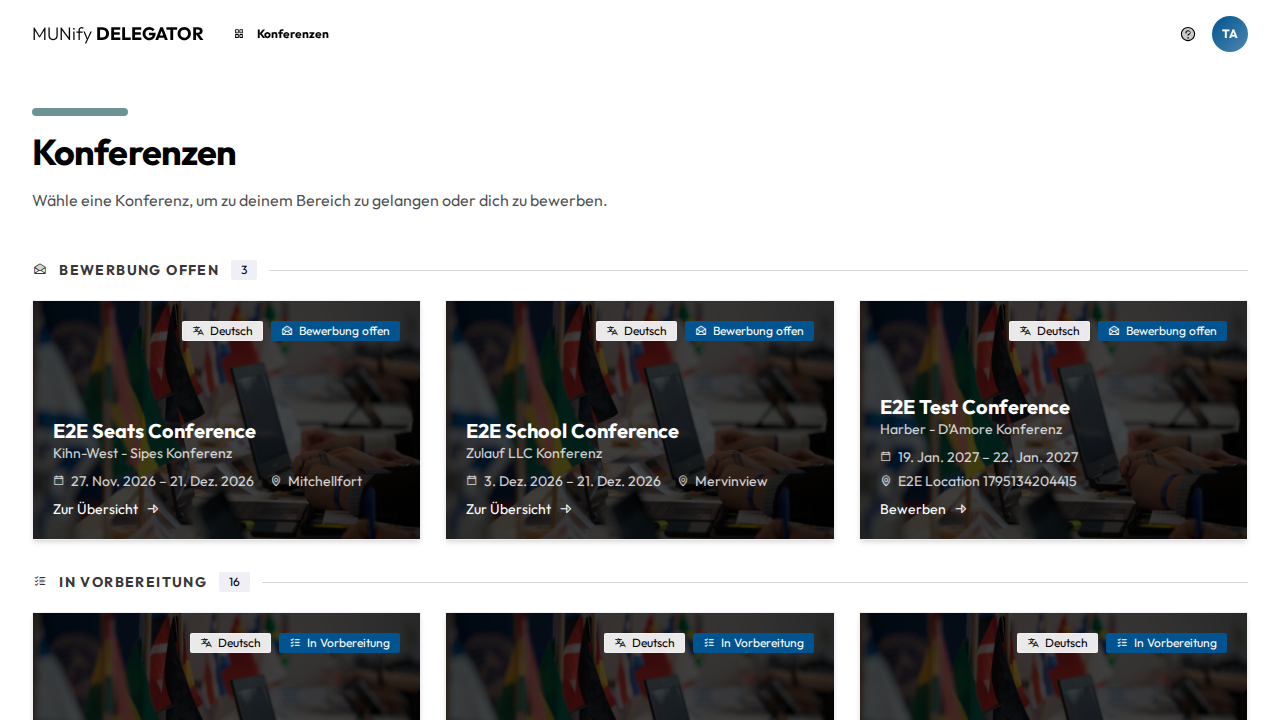 MUNify DELEGATOR
Konferenzen
TA
Konferenzen
Wähle eine Konferenz, um zu deinem Bereich zu gelangen oder dich zu bewerben.
BEWERBUNG OFFEN 3
Deutsch
Bewerbung offen
E2E Seats Conference
Kihn-West - Sipes Konferenz
27. Nov. 2026 – 21. Dez. 2026
Mitchellfort
Zur Übersicht
Deutsch
Bewerbung offen
E2E School Conference
Zulauf LLC Konferenz
3. Dez. 2026 – 21. Dez. 2026
Mervinview
Zur Übersicht
Deutsch
Bewerbung offen
E2E Test Conference
Harber - D'Amore Konferenz
19. Jan. 2027 – 22. Jan. 2027
E2E Location 1795134204415
Bewerben
IN VORBEREITUNG 16
Deutsch
In Vorbereitung
Deutsch
In Vorbereitung
Deutsch
In Vorbereitung